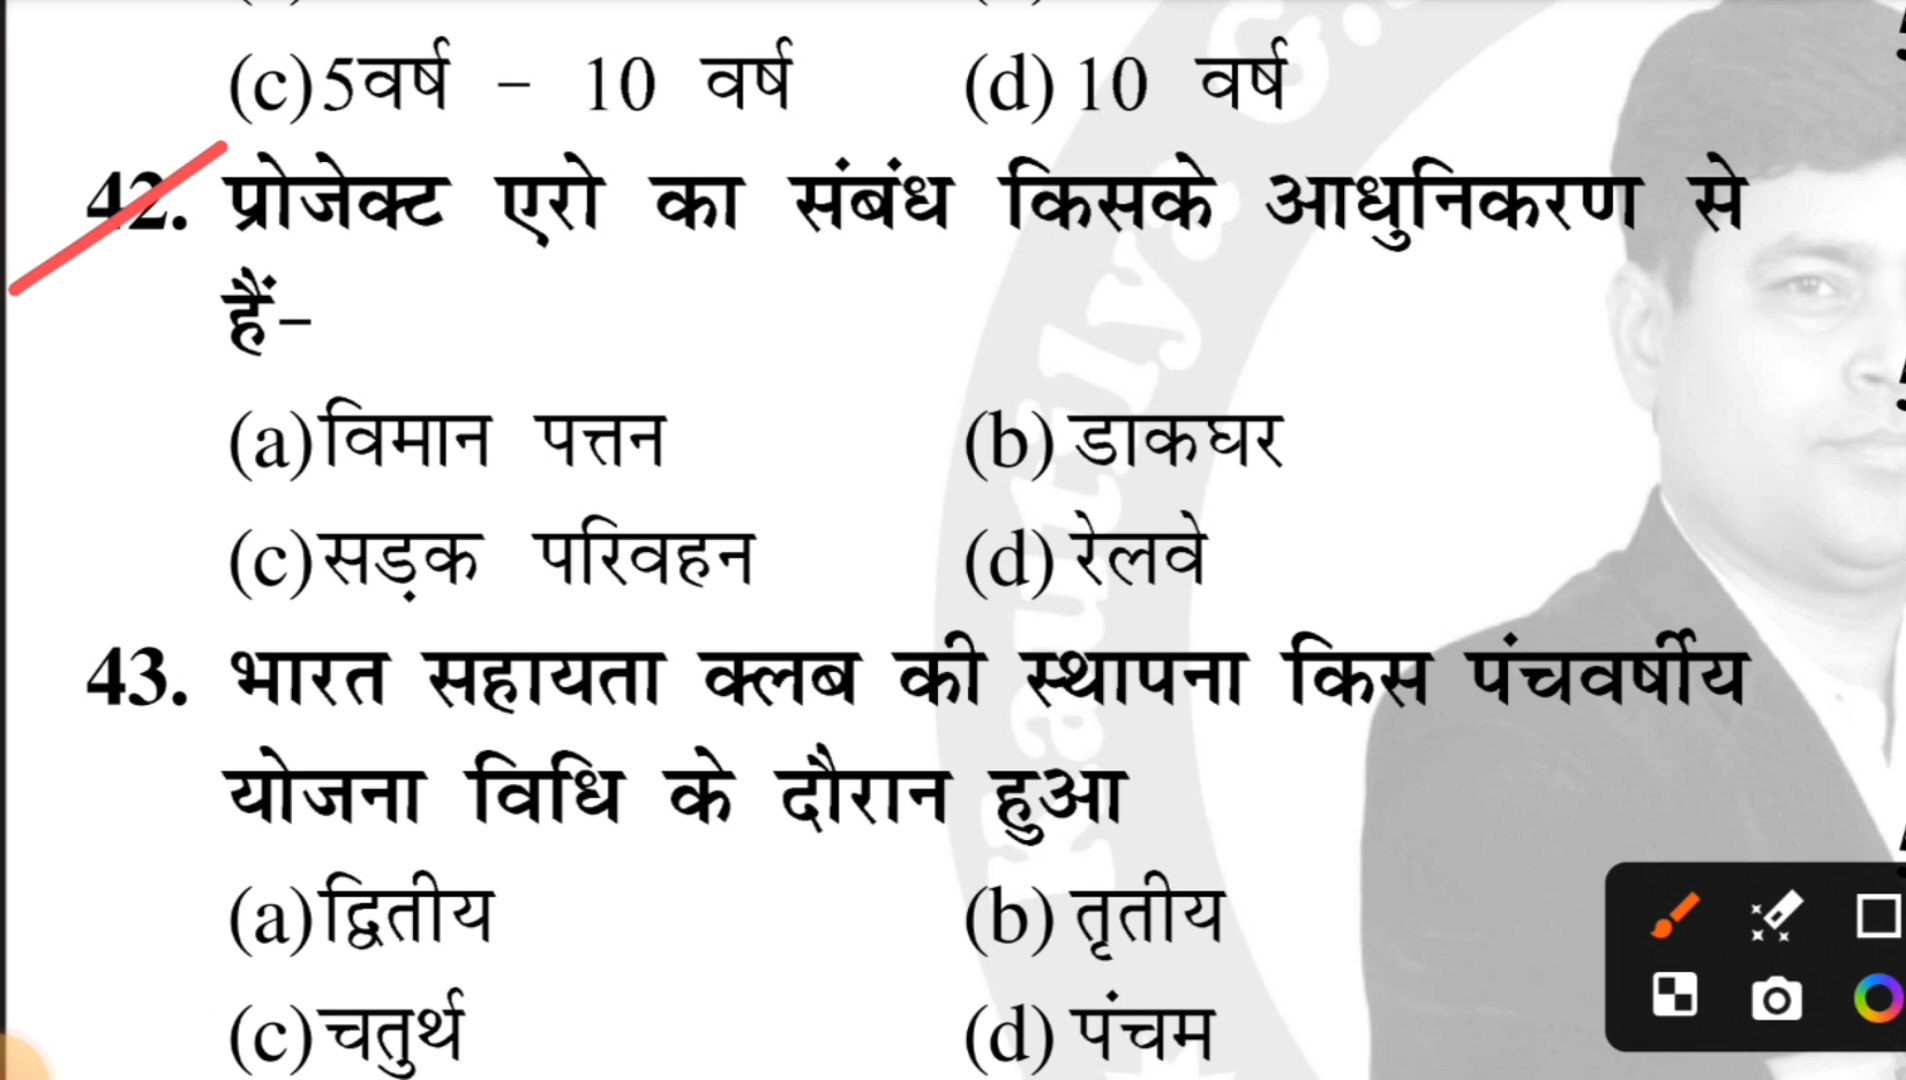 (c) 5वर्ष - 10 वर्ष (d) 10 वर्ष
42. प्रोजेक्ट एरो का संबंध किसके आधुनिकरण से
हैं-
(a) विमान पत्तन (b) डाकघर
(c) सड़क परिवहन (d) रेलवे
43. भारत सहायता क्लब की स्थापना किस पंचवर्षीय
योजना विधि के दौरान हुआ
(a) द्वितीय (b) तृतीय
(c) चतुर्थ (d) पंचम